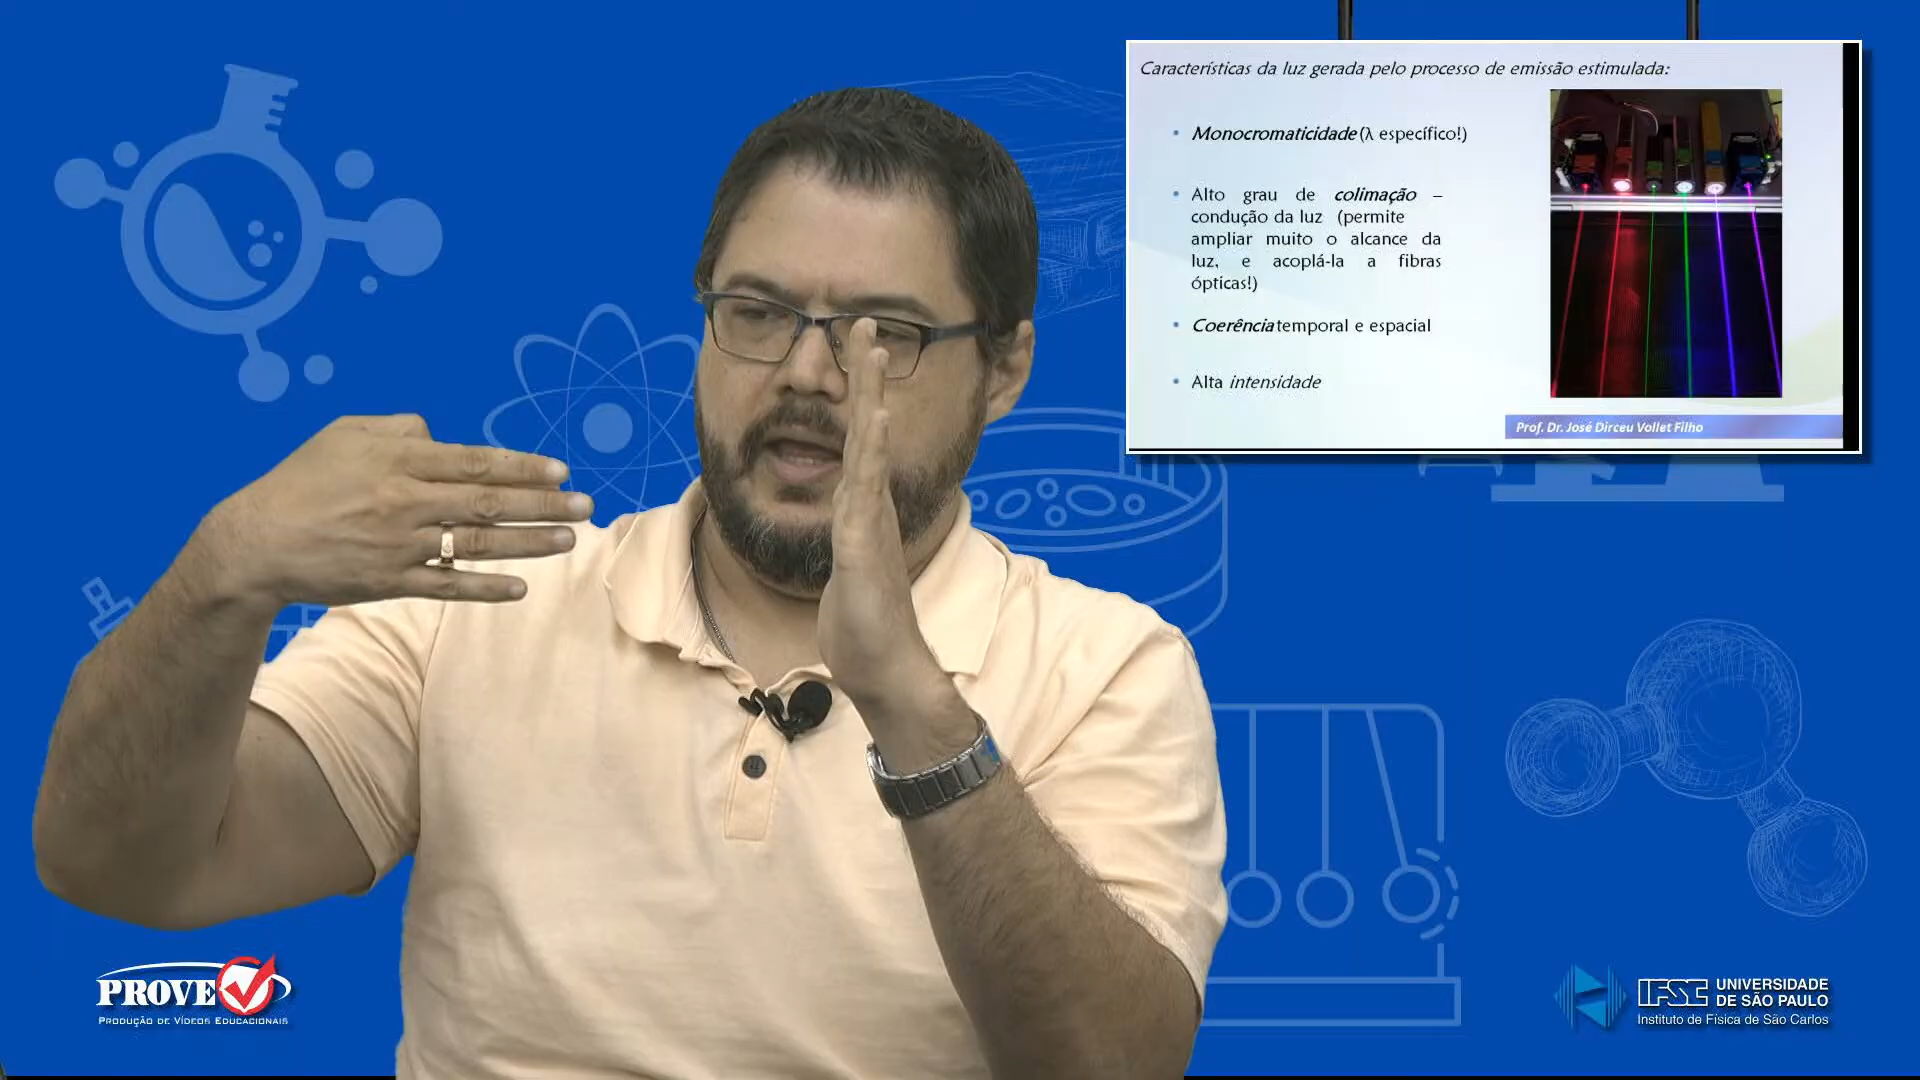 Características da luz gerada pelo processo de emissão estimulada:
• Monocromaticidade (λ específico!)
• Alto grau de colimação –
condução da luz (permite
ampliar muito o alcance da
luz, e acoplá-la a fibras
ópticas!)
• Coerência temporal e espacial
• Alta intensidade
Prof. Dr. José Dirceu Vollet Filho
PROVE
PRODUÇÃO DE VÍDEOS EDUCACIONAIS
IFSC UNIVERSIDADE
DE SÃO PAULO
Instituto de Física de São Carlos